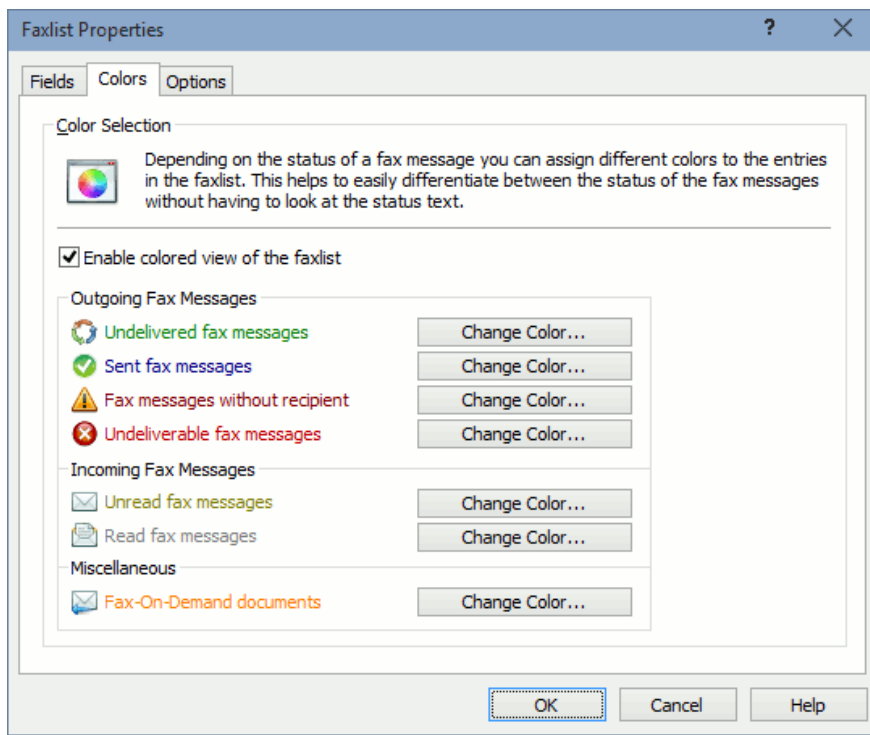 Faxlist Properties
?
Fields
Colors
Options
Color Selection
Depending on the status of a fax message you can assign different colors to the entries
in the faxlist. This helps to easily differentiate between the status of the fax messages
without having to look at the status text.
Enable colored view of the faxlist
Outgoing Fax Messages
Undelivered fax messages Change Color...
Sent fax messages Change Color...
Fax messages without recipient Change Color...
Undeliverable fax messages Change Color...
Incoming Fax Messages
Unread fax messages Change Color...
Read fax messages Change Color...
Miscellaneous
Fax-On-Demand documents Change Color...
OK Cancel Help